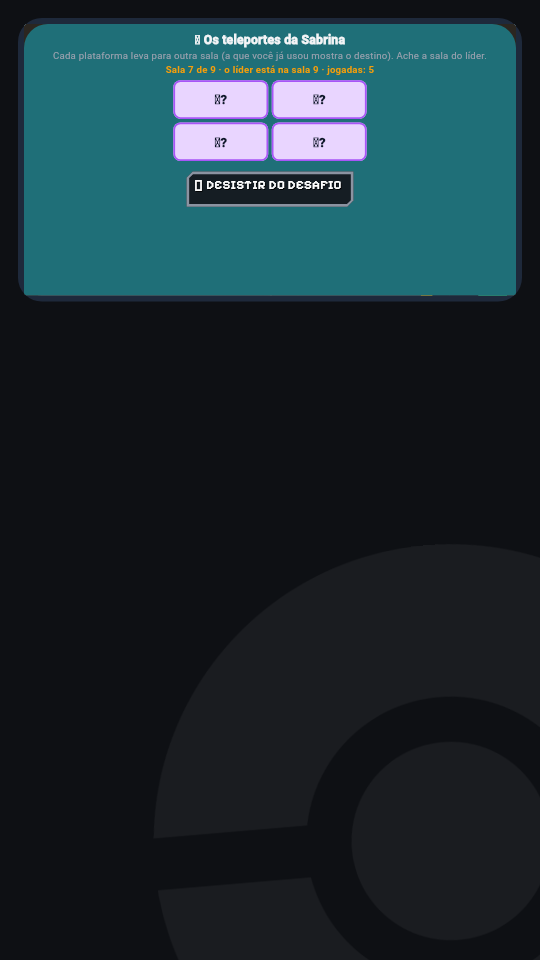 Os teleportes da Sabrina
Cada plataforma leva para outra sala (a que você já usou mostra o destino). Ache a sala do líder.
Sala 7 de 9 · o líder está na sala 9 · jogadas: 5
? ?
? ?
DESISTIR DO DESAFIO